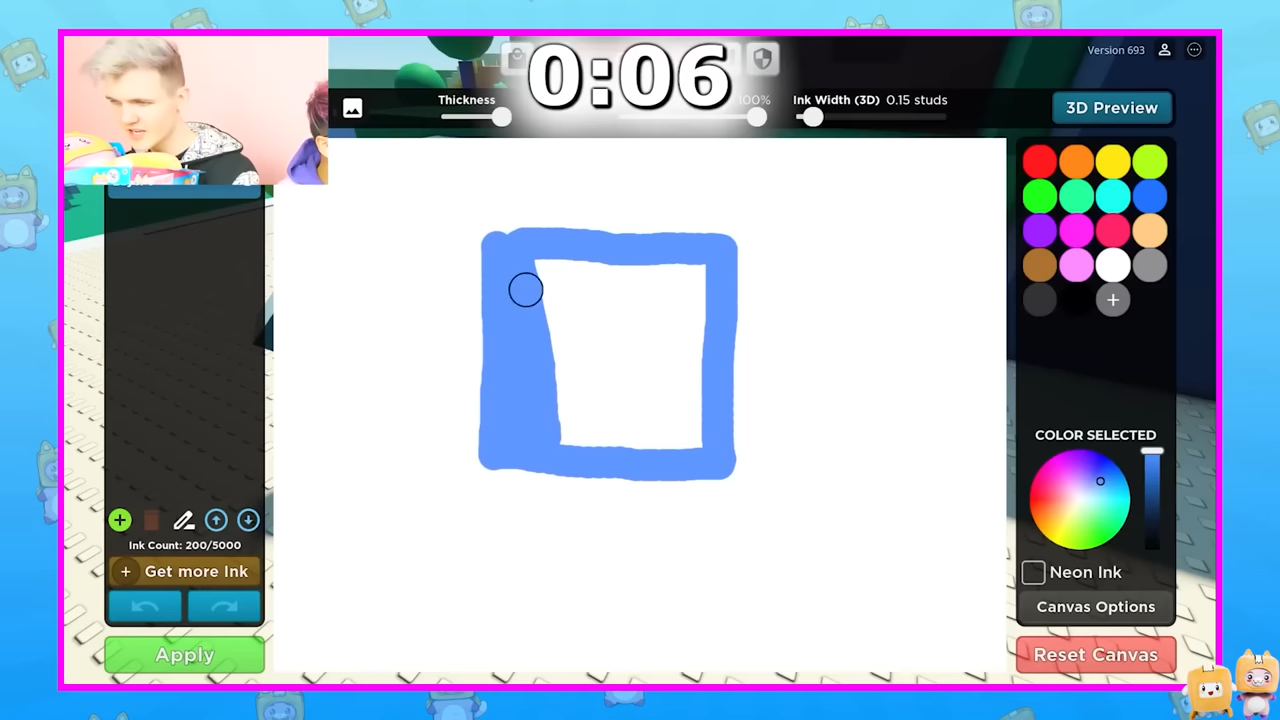 0:06
Version 693
Thickness
00%
Ink Width (3D) 0.15 studs
3D Preview
+
COLOR SELECTED
Ink Count: 200/5000
+ Get more Ink
Neon Ink
Canvas Options
Apply
Reset Canvas